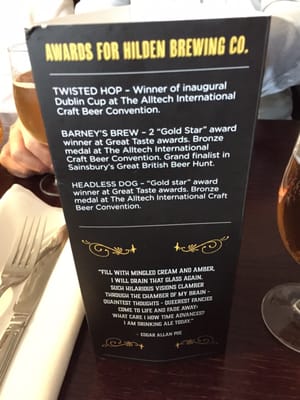 AWARDS FOR HILDEN BREWING CO.
TWISTED HOP – Winner of inaugural
Dublin Cup at The Alltech International
Craft Beer Convention.
BARNEY'S BREW – 2 "Gold Star" award
winner at Great Taste awards. Bronze
medal at The Alltech International
Craft Beer Convention. Grand finalist in
Sainsbury's Great British Beer Hunt.
HEADLESS DOG – "Gold star" award
winner at Great Taste awards. Bronze
medal at The Alltech International Craft
Beer Convention.
"FILL WITH MINGLED CREAM AND AMBER,
I WILL DRAIN THAT GLASS AGAIN.
SUCH HILARIOUS VISIONS CLAMBER
THROUGH THE CHAMBER OF MY BRAIN -
QUAINTEST THOUGHTS - QUEEREST FANCIES
COME TO LIFE AND FADE AWAY:
WHAT CARE I HOW TIME ADVANCES?
I AM DRINKING ALE TODAY."
- EDGAR ALLAN POE